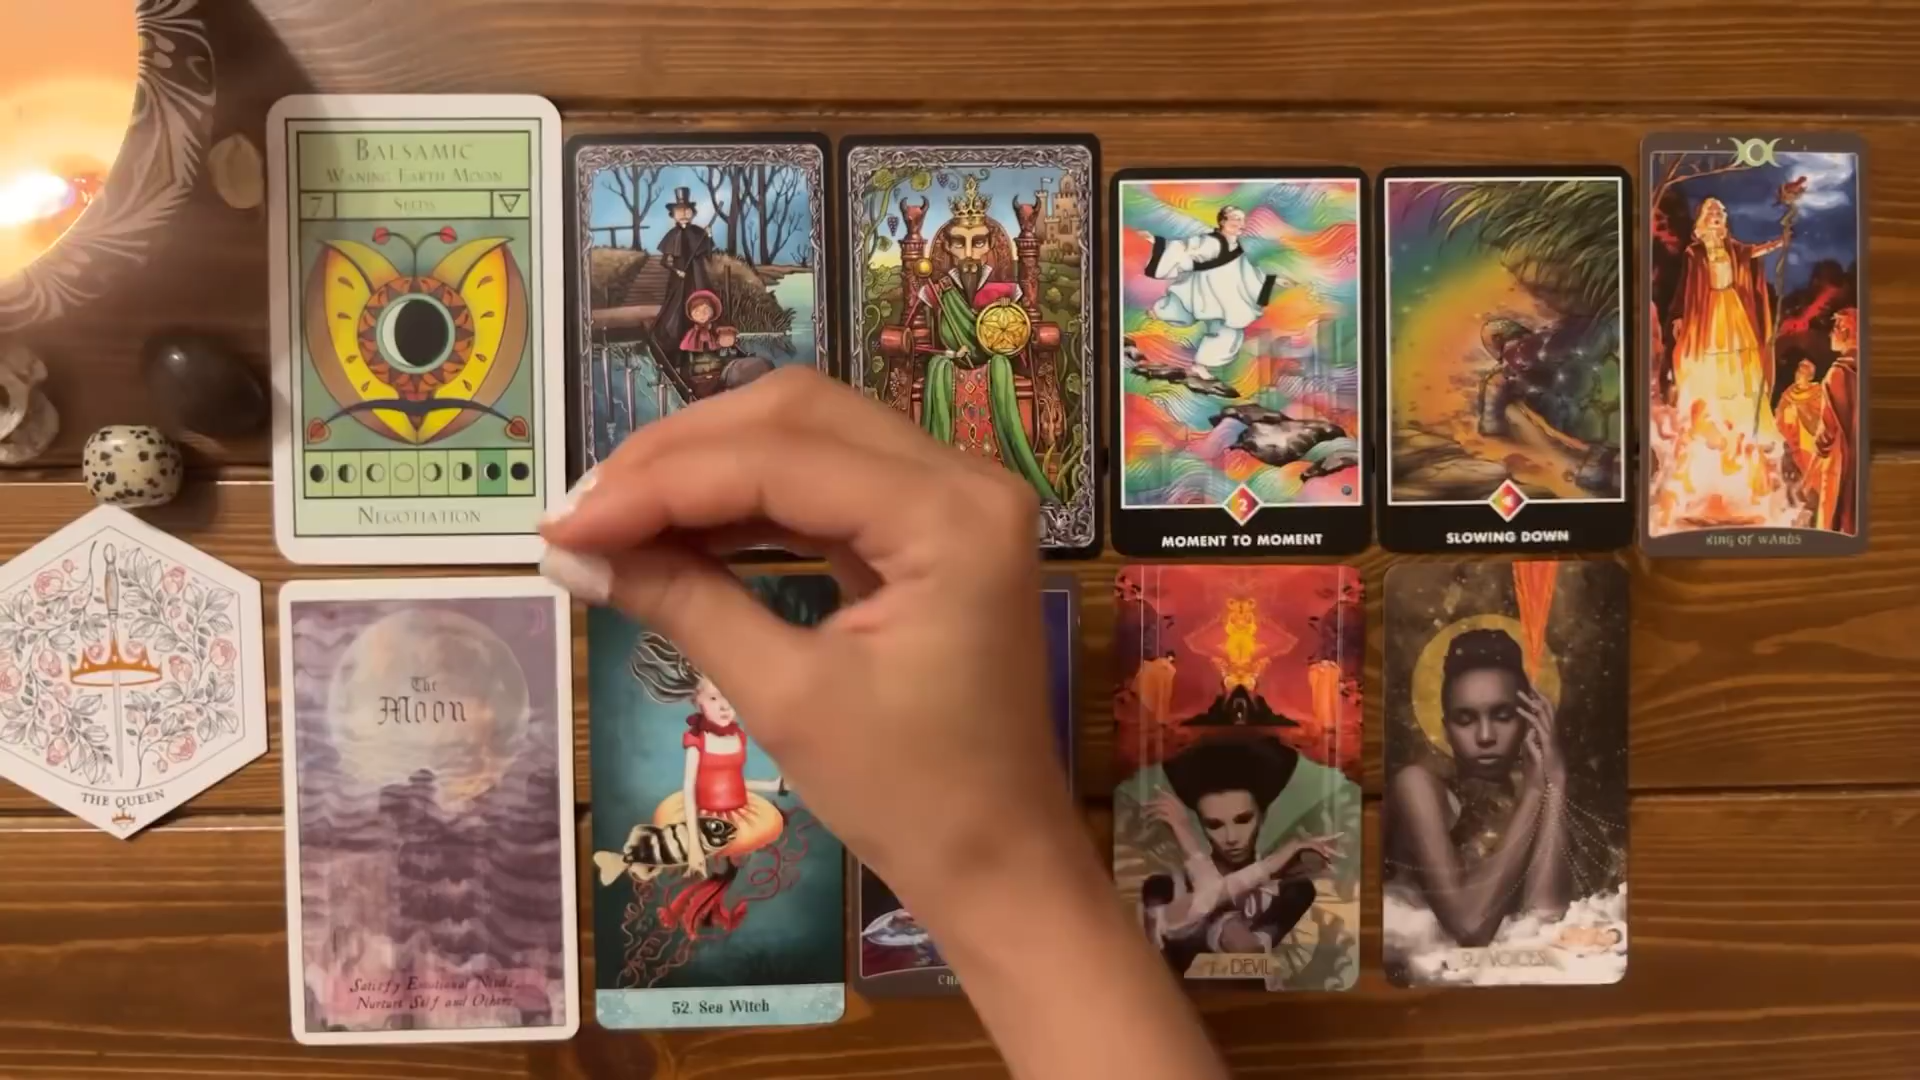 BALSAMIC
WANING EARTH MOON
7
SEEDS
NEGOTIATION
2
MOMENT TO MOMENT
SLOWING DOWN
KING OF WANDS
THE QUEEN
The
Moon
Satisfy Emotional Needs,
Nurture Self and Others
52. Sea Witch
DEVIL
VOICES